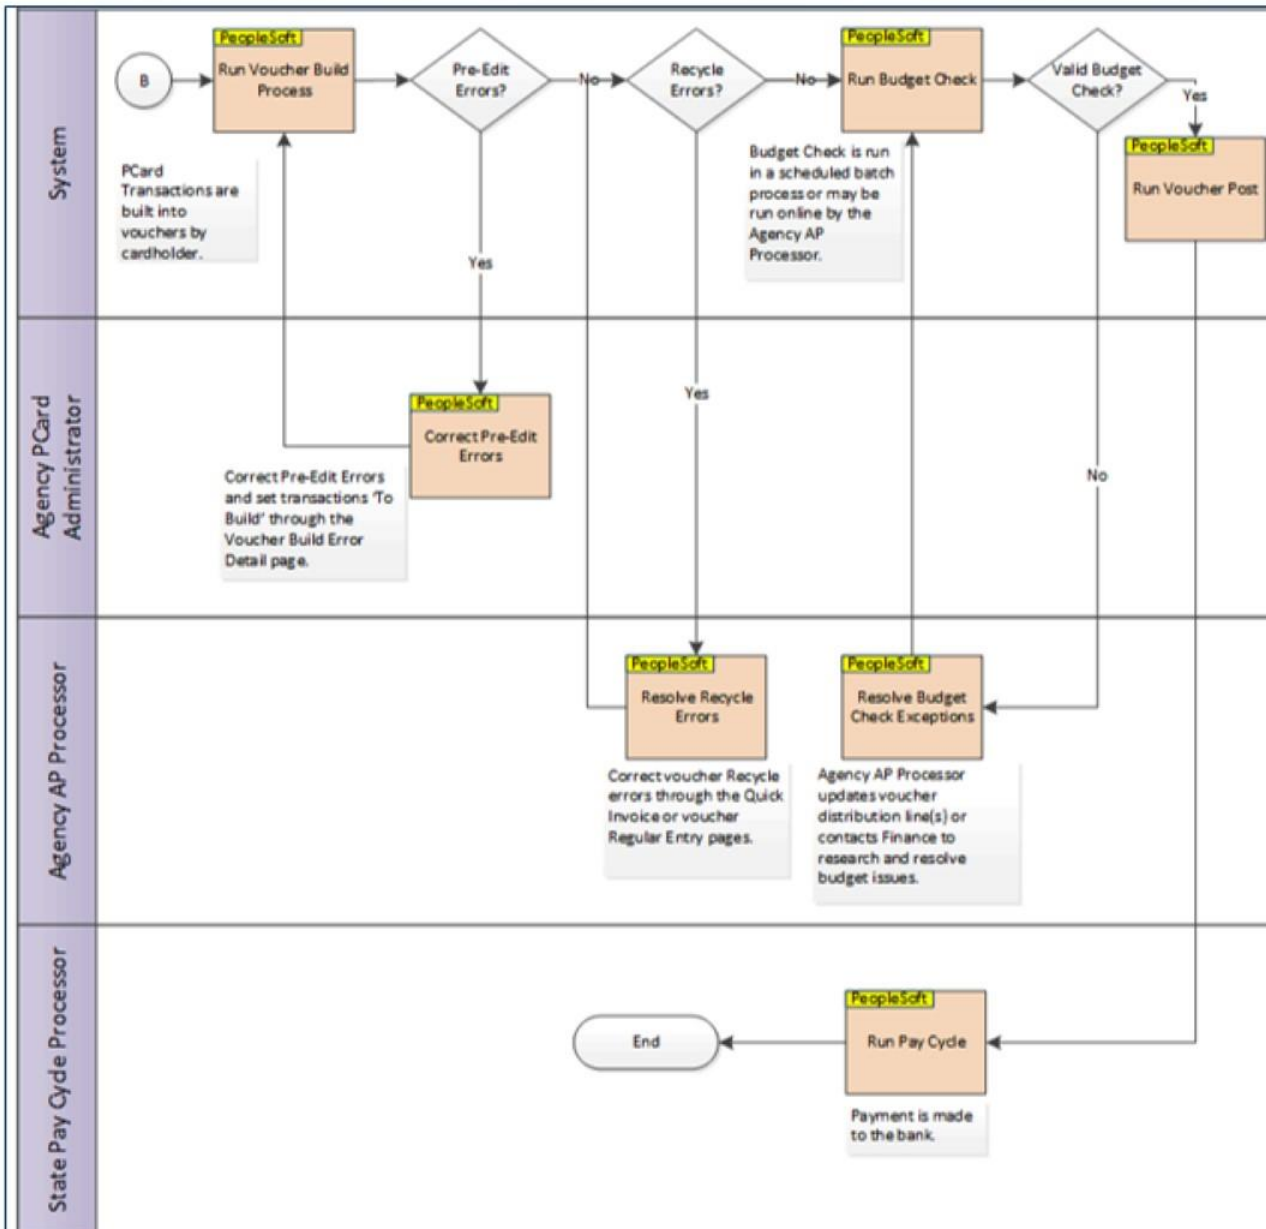 System
B
PeopleSoft
Run Voucher Build
Process
PCard
Transactions are
built into
vouchers by
cardholder.
Pre-Edit
Errors?
No
Yes
Recycle
Errors?
No
Yes
PeopleSoft
Run Budget Check
Budget Check is run
in a scheduled batch
process or may be
run online by the
Agency AP
Processor.
Valid Budget
Check?
Yes
No
PeopleSoft
Run Voucher Post
Agency PCard
Administrator
PeopleSoft
Correct Pre-Edit
Errors
Correct Pre-Edit Errors
and set transactions 'To
Build' through the
Voucher Build Error
Detail page.
Agency AP Processor
PeopleSoft
Resolve Recycle
Errors
Correct voucher Recycle
errors through the Quick
Invoice or voucher
Regular Entry pages.
PeopleSoft
Resolve Budget
Check Exceptions
Agency AP Processor
updates voucher
distribution line(s) or
contacts Finance to
research and resolve
budget issues.
State Pay Cycle Processor
End
PeopleSoft
Run Pay Cycle
Payment is made
to the bank.